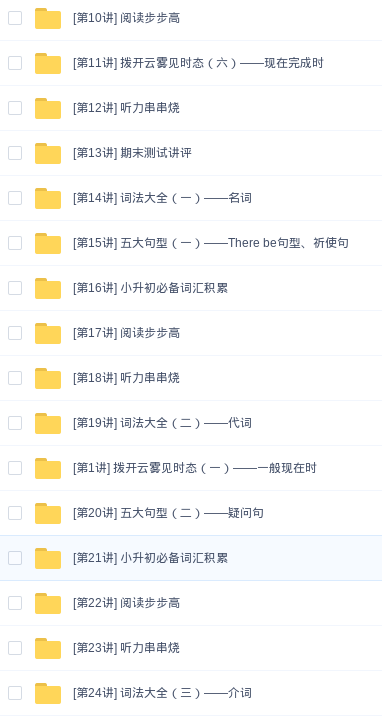 [第10讲] 阅读步步高
[第11讲] 拨开云雾见时态（六）——现在完成时
[第12讲] 听力串串烧
[第13讲] 期末测试讲评
[第14讲] 词法大全（一）——名词
[第15讲] 五大句型（一）——There be句型、祈使句
[第16讲] 小升初必备词汇积累
[第17讲] 阅读步步高
[第18讲] 听力串串烧
[第19讲] 词法大全（二）——代词
[第1讲] 拨开云雾见时态（一）——一般现在时
[第20讲] 五大句型（二）——疑问句
[第21讲] 小升初必备词汇积累
[第22讲] 阅读步步高
[第23讲] 听力串串烧
[第24讲] 词法大全（三）——介词